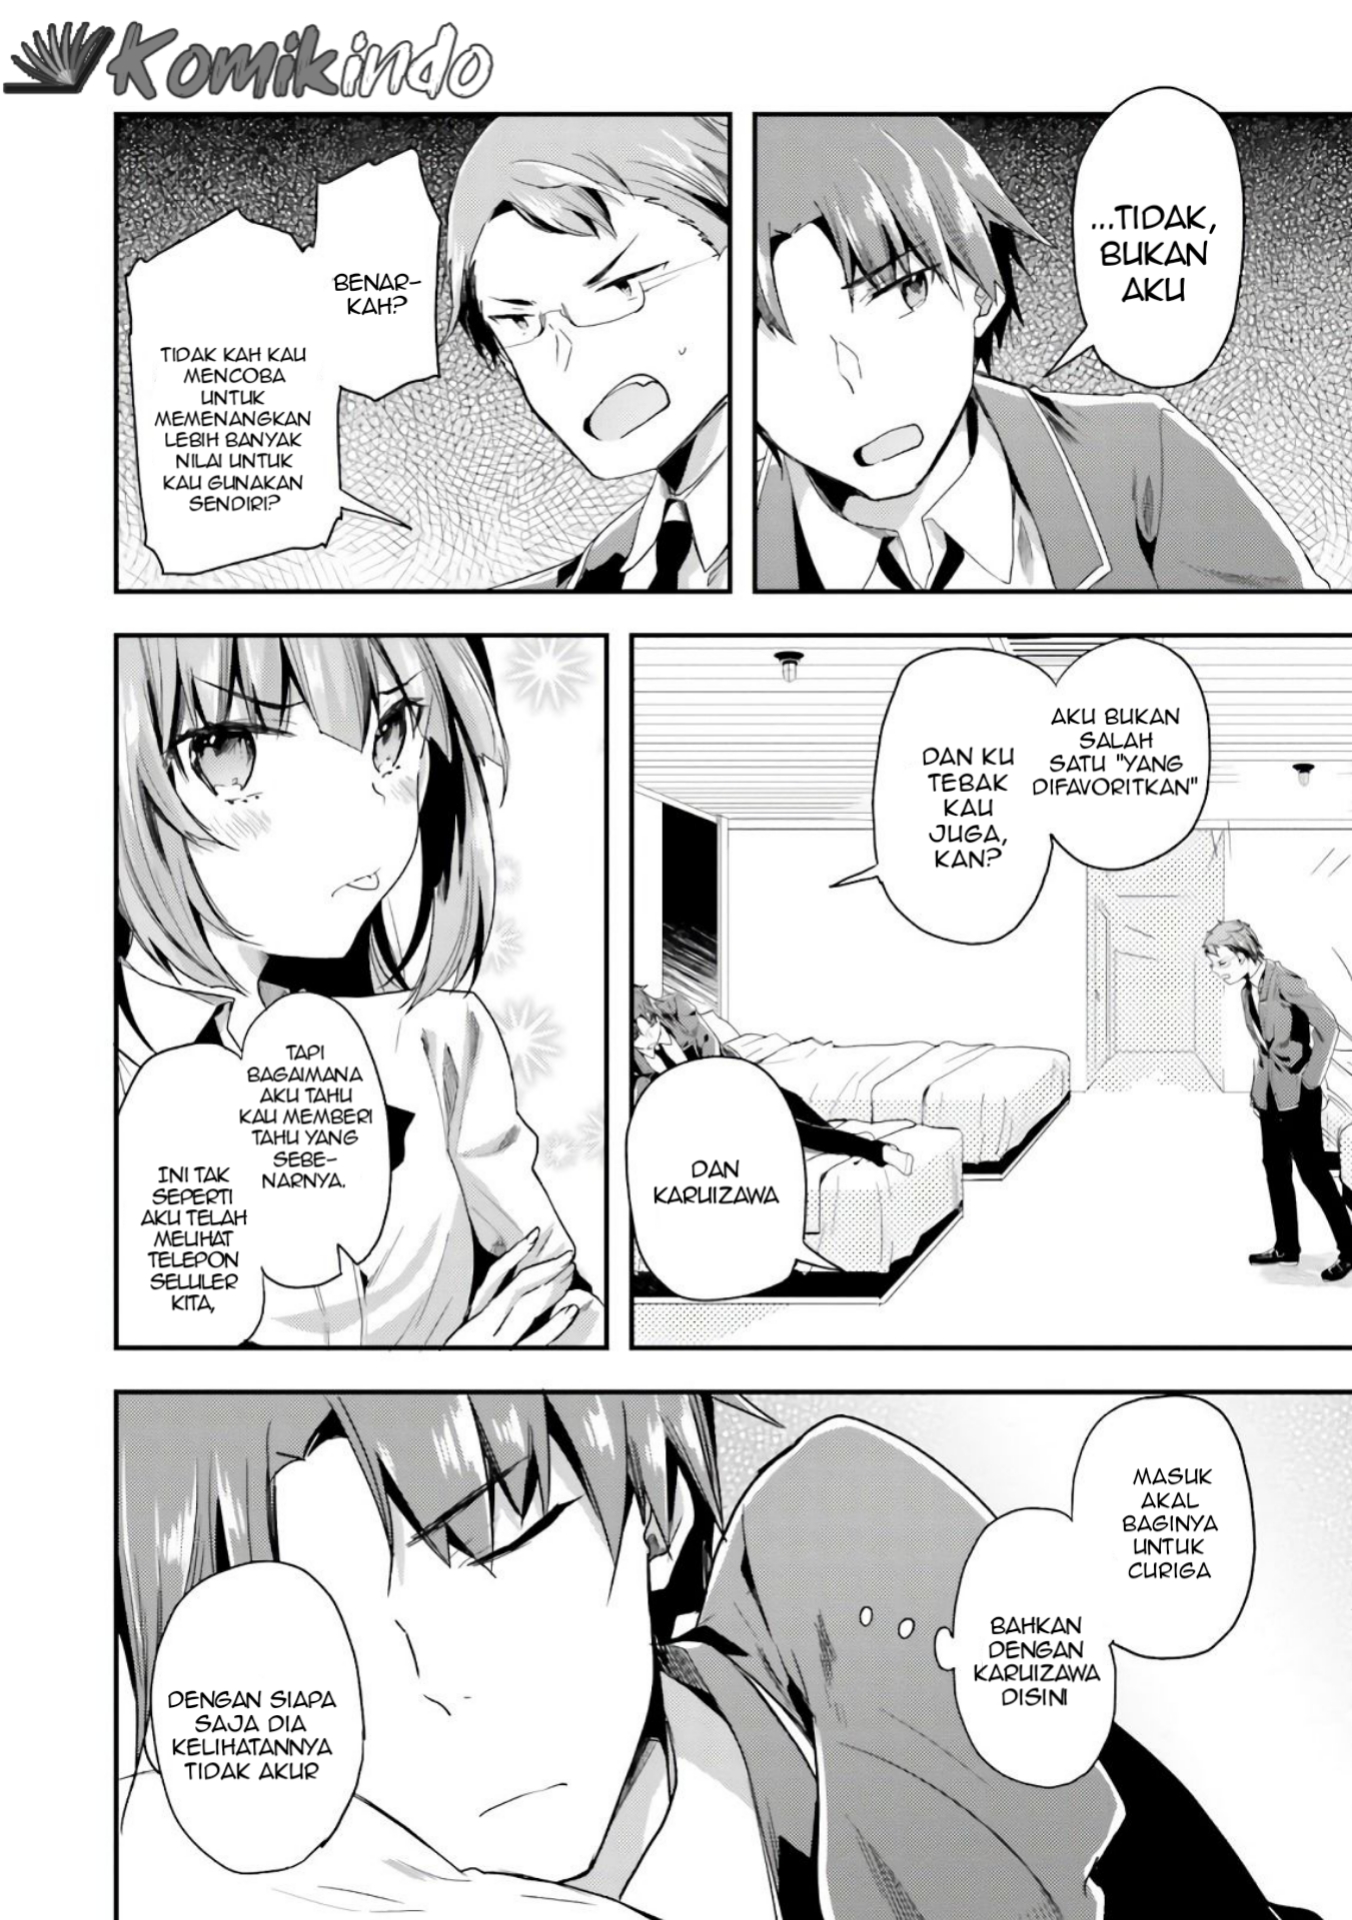 Komikindo
...TIDAK,
BUKAN
AKU
BENAR-
KAH?
TIDAK KAH KAU
MENCOBA
UNTUK
MEMENANGKAN
LEBIH BANYAK
NILAI UNTUK
KAU GUNAKAN
SENDIRI?
AKU BUKAN
SALAH
SATU "YANG
DIFAVORITKAN"
DAN KU
TEBAK
KAU
JUGA,
KAN?
DAN
KARUIZAWA
TAPI
BAGAIMANA
AKU TAHU
KAU MEMBERI
TAHU YANG
SEBE-
NARNYA.
INI TAK
SEPERTI
AKU TELAH
MELIHAT
TELEPON
SELULER
KITA,
MASUK
AKAL
BAGINYA
UNTUK
CURIGA
BAHKAN
DENGAN
KARUIZAWA
DISINI
DENGAN SIAPA
SAJA DIA
KELIHATANNYA
TIDAK AKUR